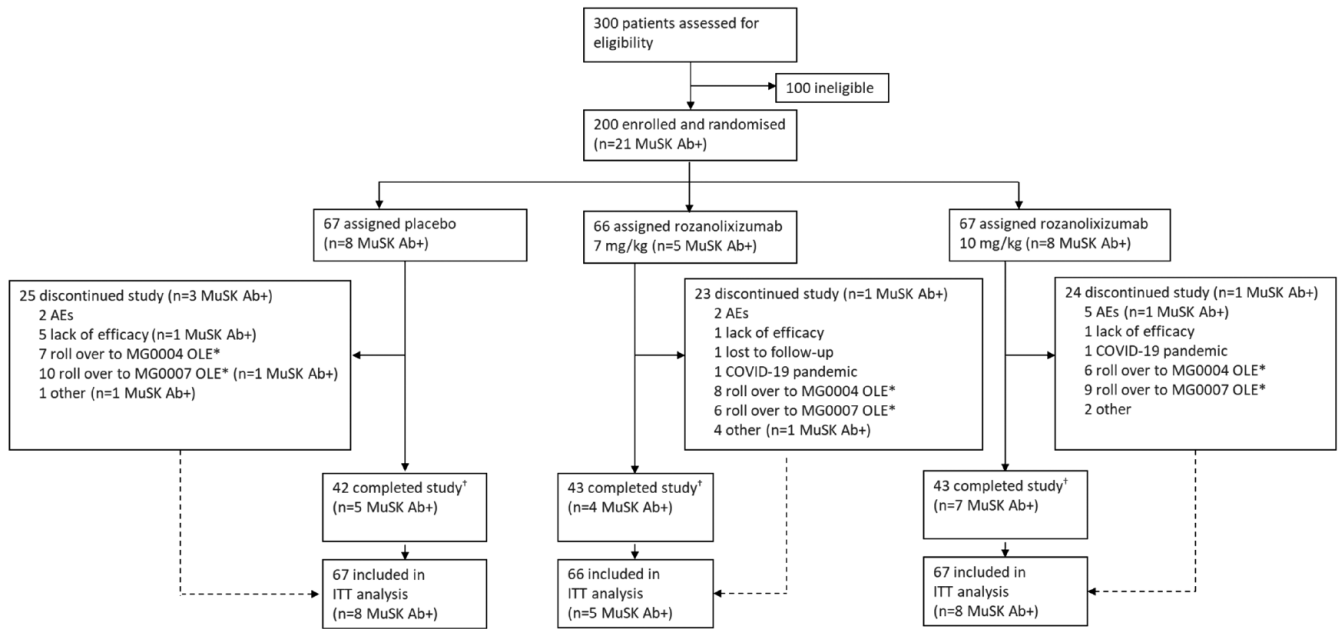 300 patients assessed for
eligibility
100 ineligible
200 enrolled and randomised
(n=21 MuSK Ab+)
67 assigned placebo
(n=8 MuSK Ab+)
66 assigned rozanolixizumab
7 mg/kg (n=5 MuSK Ab+)
67 assigned rozanolixizumab
10 mg/kg (n=8 MuSK Ab+)
25 discontinued study (n=3 MuSK Ab+)
2 AEs
5 lack of efficacy (n=1 MuSK Ab+)
7 roll over to MG0004 OLE*
10 roll over to MG0007 OLE* (n=1 MuSK Ab+)
1 other (n=1 MuSK Ab+)
23 discontinued study (n=1 MuSK Ab+)
2 AEs
1 lack of efficacy
1 lost to follow-up
1 COVID-19 pandemic
8 roll over to MG0004 OLE*
6 roll over to MG0007 OLE*
4 other (n=1 MuSK Ab+)
24 discontinued study (n=1 MuSK Ab+)
5 AEs (n=1 MuSK Ab+)
1 lack of efficacy
1 COVID-19 pandemic
6 roll over to MG0004 OLE*
9 roll over to MG0007 OLE*
2 other
42 completed study†
(n=5 MuSK Ab+)
43 completed study†
(n=4 MuSK Ab+)
43 completed study†
(n=7 MuSK Ab+)
67 included in
ITT analysis
(n=8 MuSK Ab+)
66 included in
ITT analysis
(n=5 MuSK Ab+)
67 included in
ITT analysis
(n=8 MuSK Ab+)